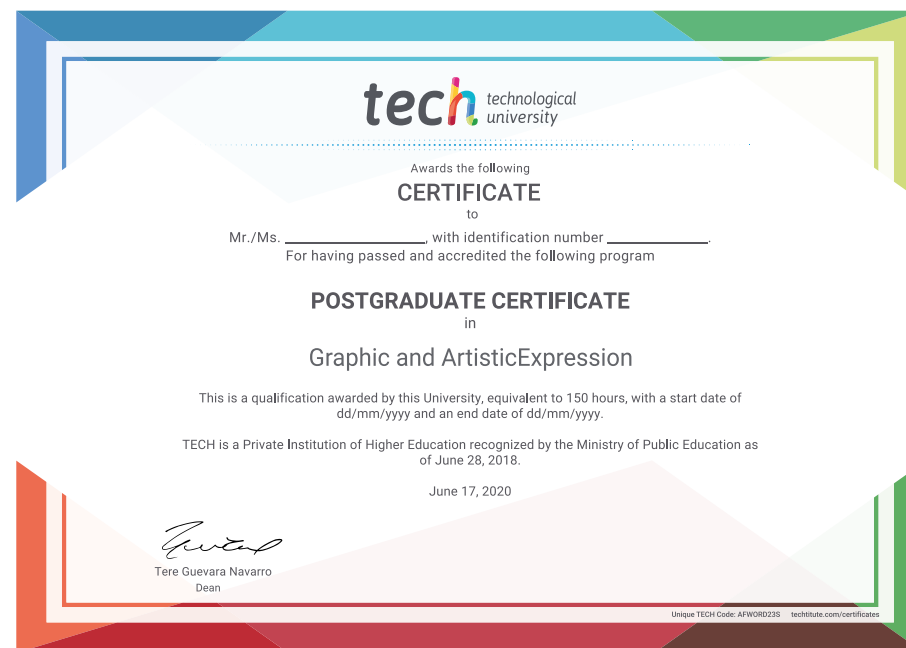 tech technological
university
Awards the following
CERTIFICATE
to
Mr./Ms. ____________________, with identification number ______________.
For having passed and accredited the following program
POSTGRADUATE CERTIFICATE
in
Graphic and ArtisticExpression
This is a qualification awarded by this University, equivalent to 150 hours, with a start date of
dd/mm/yyyy and an end date of dd/mm/yyyy.
TECH is a Private Institution of Higher Education recognized by the Ministry of Public Education as
of June 28, 2018.
June 17, 2020
Tere Guevara Navarro
Dean
Unique TECH Code: AFWORD23S techtitute.com/certificates